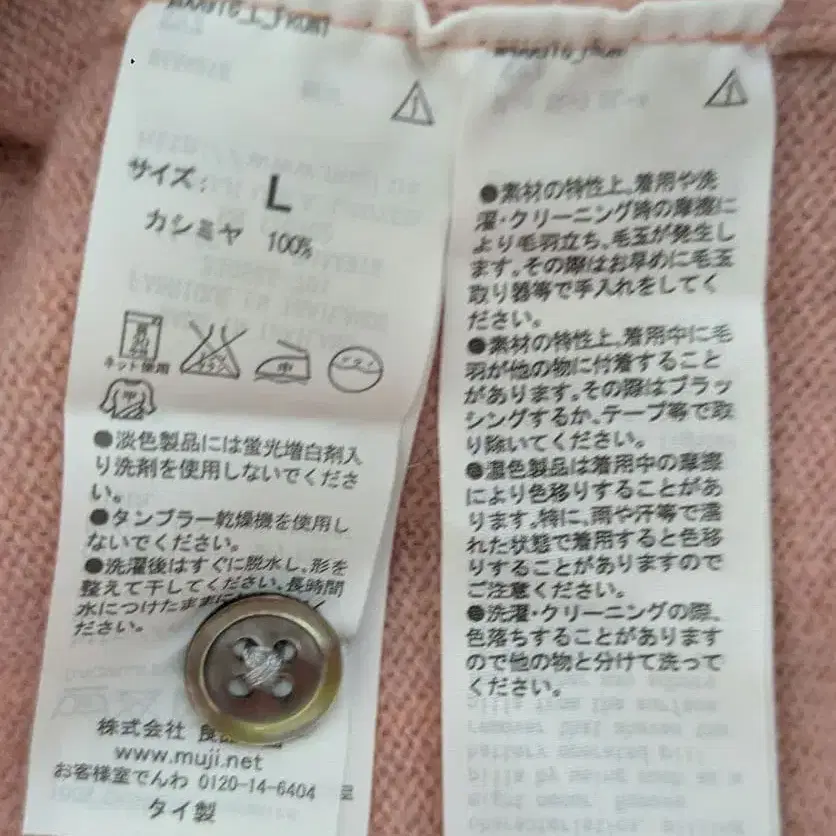 サイズ: L
カシミヤ 100%
ネット使用
中
ドライ
中
●淡色製品には蛍光増白剤入
り洗剤を使用しないでくださ
い。
●タンブラー乾燥機を使用し
ないでください。
●洗濯後はすぐに脱水し、形を
整えて干してください。長時間
水につけたままに
ださい。
株式会社 良
www.muji.net
お客様室でんわ 0120-14-6404
タイ製
●素材の特性上、着用や洗
濯・クリーニング時の摩擦に
より毛羽立ち、毛玉が発生し
ます。その際はお早めに毛玉
取り器等で手入れをしてく
ださい。
●素材の特性上、着用中に毛
羽が他の物に付着すること
があります。その際はブラッ
シングするか、テープ等で取
り除いてください。
●濃色製品は着用中の摩擦
により色移りすることがあ
ります。特に、雨や汗等で濡
れた状態で着用すると色移
りすることがありますので
ご注意ください。
●洗濯・クリーニングの際、
色落ちすることがあります
ので他の物と分けて洗って
ください。